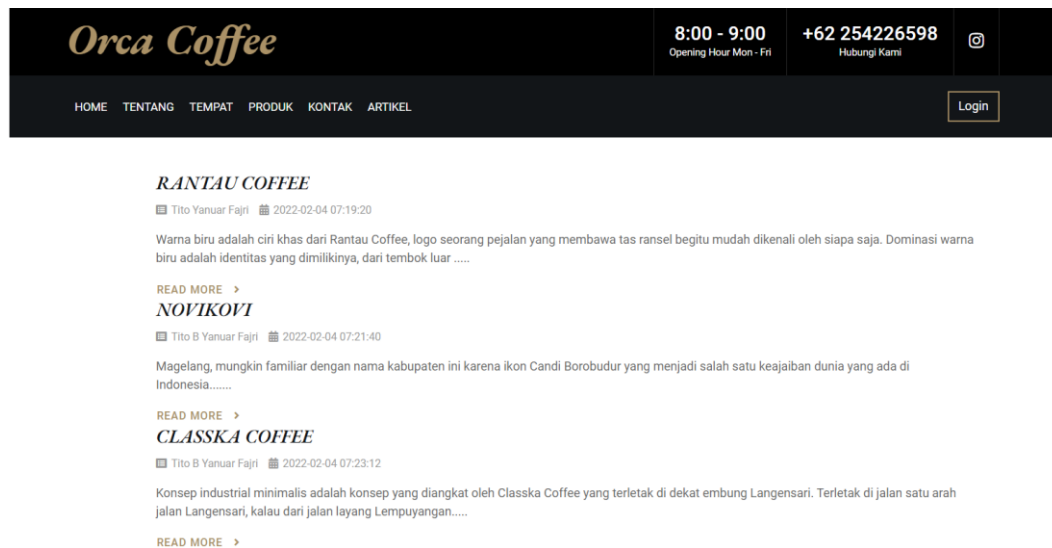 Orca Coffee
8:00 - 9:00
Opening Hour Mon - Fri
+62 254226598
Hubungi Kami
HOME TENTANG TEMPAT PRODUK KONTAK ARTIKEL
Login
RANTAU COFFEE
Tito Yanuar Fajri 2022-02-04 07:19:20
Warna biru adalah ciri khas dari Rantau Coffee, logo seorang pejalan yang membawa tas ransel begitu mudah dikenali oleh siapa saja. Dominasi warna
biru adalah identitas yang dimilikinya, dari tembok luar .....
READ MORE >
NOVIKOVI
Tito B Yanuar Fajri 2022-02-04 07:21:40
Magelang, mungkin familiar dengan nama kabupaten ini karena ikon Candi Borobudur yang menjadi salah satu keajaiban dunia yang ada di
Indonesia.......
READ MORE >
CLASSKA COFFEE
Tito B Yanuar Fajri 2022-02-04 07:23:12
Konsep industrial minimalis adalah konsep yang diangkat oleh Classka Coffee yang terletak di dekat embung Langensari. Terletak di jalan satu arah
jalan Langensari, kalau dari jalan layang Lempuyangan.....
READ MORE >